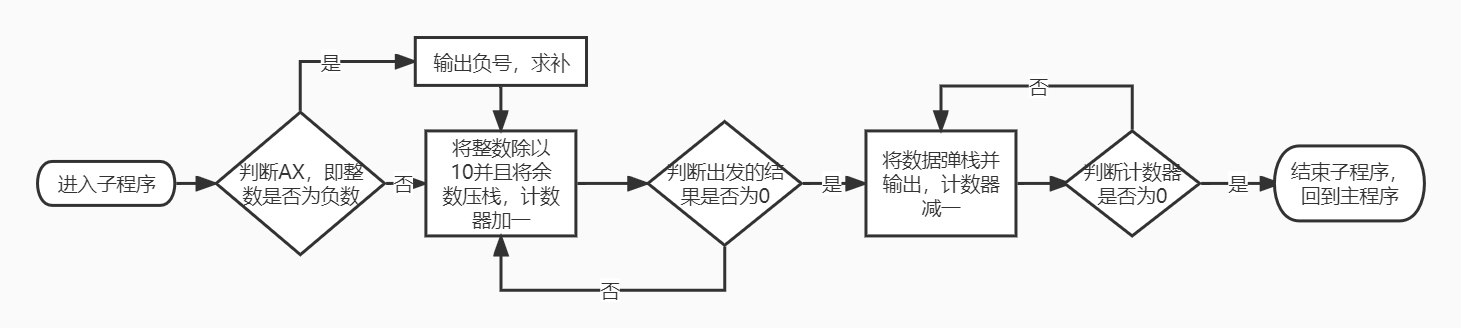 进入子程序
判断AX，即整
数是否为负数
是
输出负号，求补
否
将整数除以
10并且将余
数压栈，计数
器加一
判断出发的结
果是否为0
否
是
将数据弹栈并
输出，计数器
减一
否
判断计数器
是否为0
是
结束子程序，
回到主程序